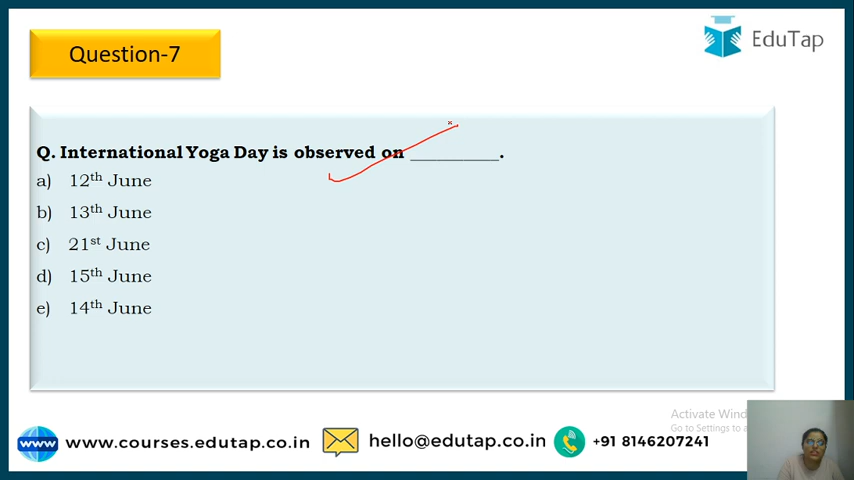 Question-7
EduTap
Q. International Yoga Day is observed on __________.
a) 12th June
b) 13th June
c) 21st June
d) 15th June
e) 14th June
Activate Wind
Go to Settings to a
www www.courses.edutap.co.in hello@edutap.co.in +91 8146207241